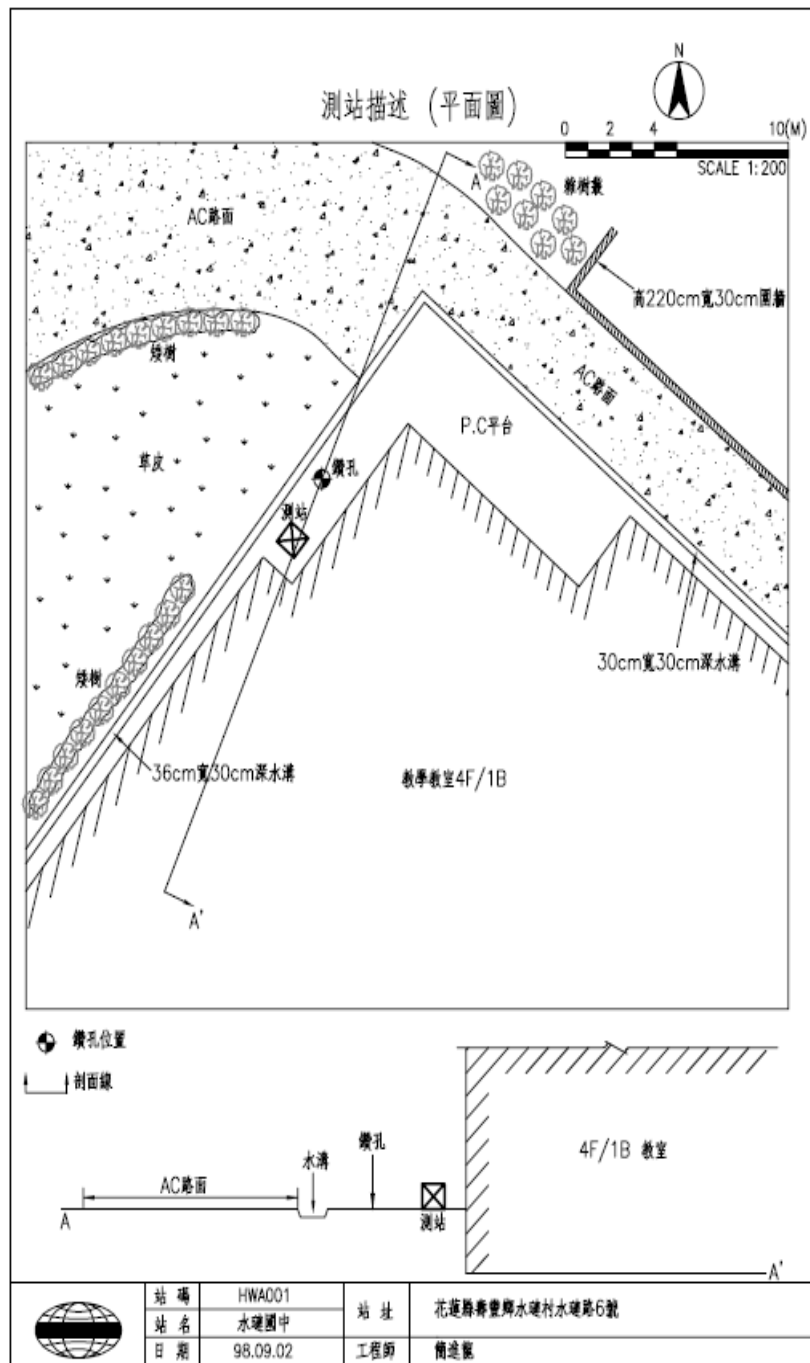 N
測站描述 (平面圖)
0 2 4 10(M)
SCALE 1:200
A
雜樹叢
AC路面
高220cm寬30cm圍牆
矮樹
AC路面
P.C平台
草皮
鑽孔
測站
30cm寬30cm深水溝
矮樹
36cm寬30cm深水溝
教學教室4F/1B
A'
鑽孔位置
剖面線
4F/1B 教室
鑽孔
水溝
AC路面
A
測站
A'
站 碼 HWA001 站 址 花蓮縣壽豐鄉水璉村水璉路6號
站 名 水璉國中
日 期 98.09.02 工程師 簡進龍